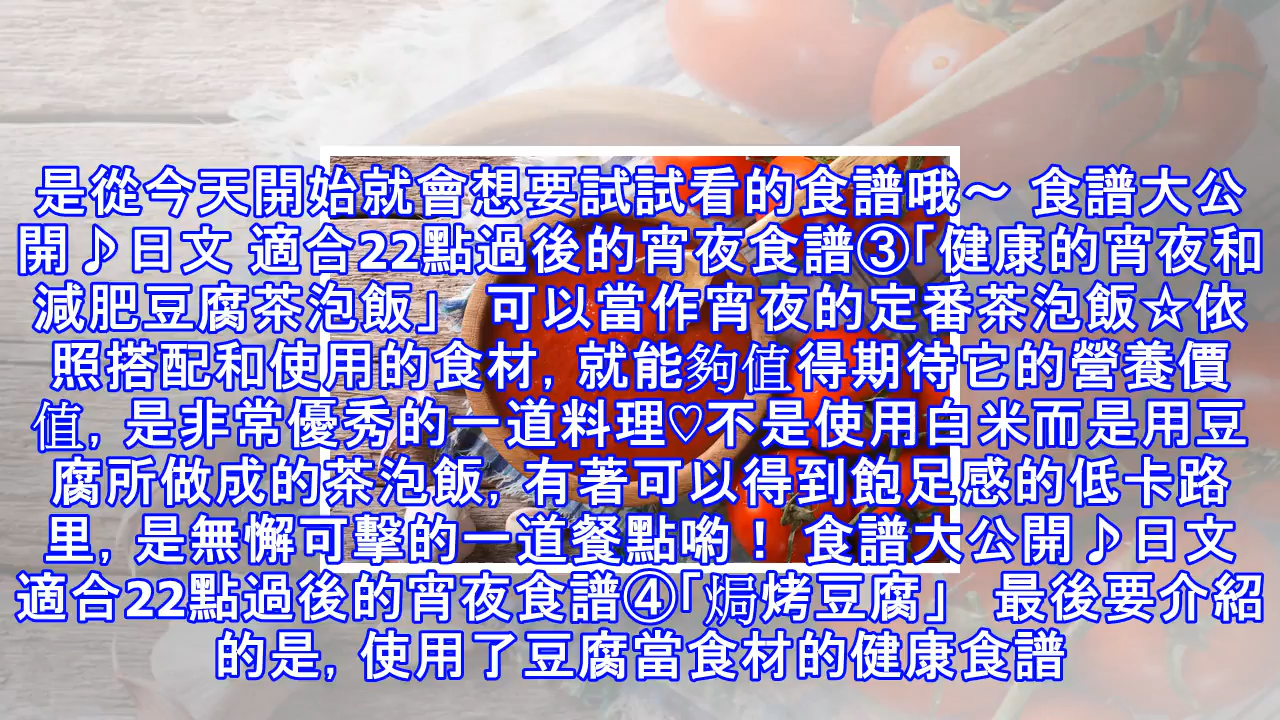 是從今天開始就會想要試試看的食譜哦～ 食譜大公
開♪日文 適合22點過後的宵夜食譜③「健康的宵夜和
減肥豆腐茶泡飯」 可以當作宵夜的定番茶泡飯☆依
照搭配和使用的食材, 就能夠值得期待它的營養價
值, 是非常優秀的一道料理♡不是使用白米而是用豆
腐所做成的茶泡飯, 有著可以得到飽足感的低卡路
里, 是無懈可擊的一道餐點喲！ 食譜大公開♪日文
適合22點過後的宵夜食譜④「焗烤豆腐」 最後要介紹
的是, 使用了豆腐當食材的健康食譜